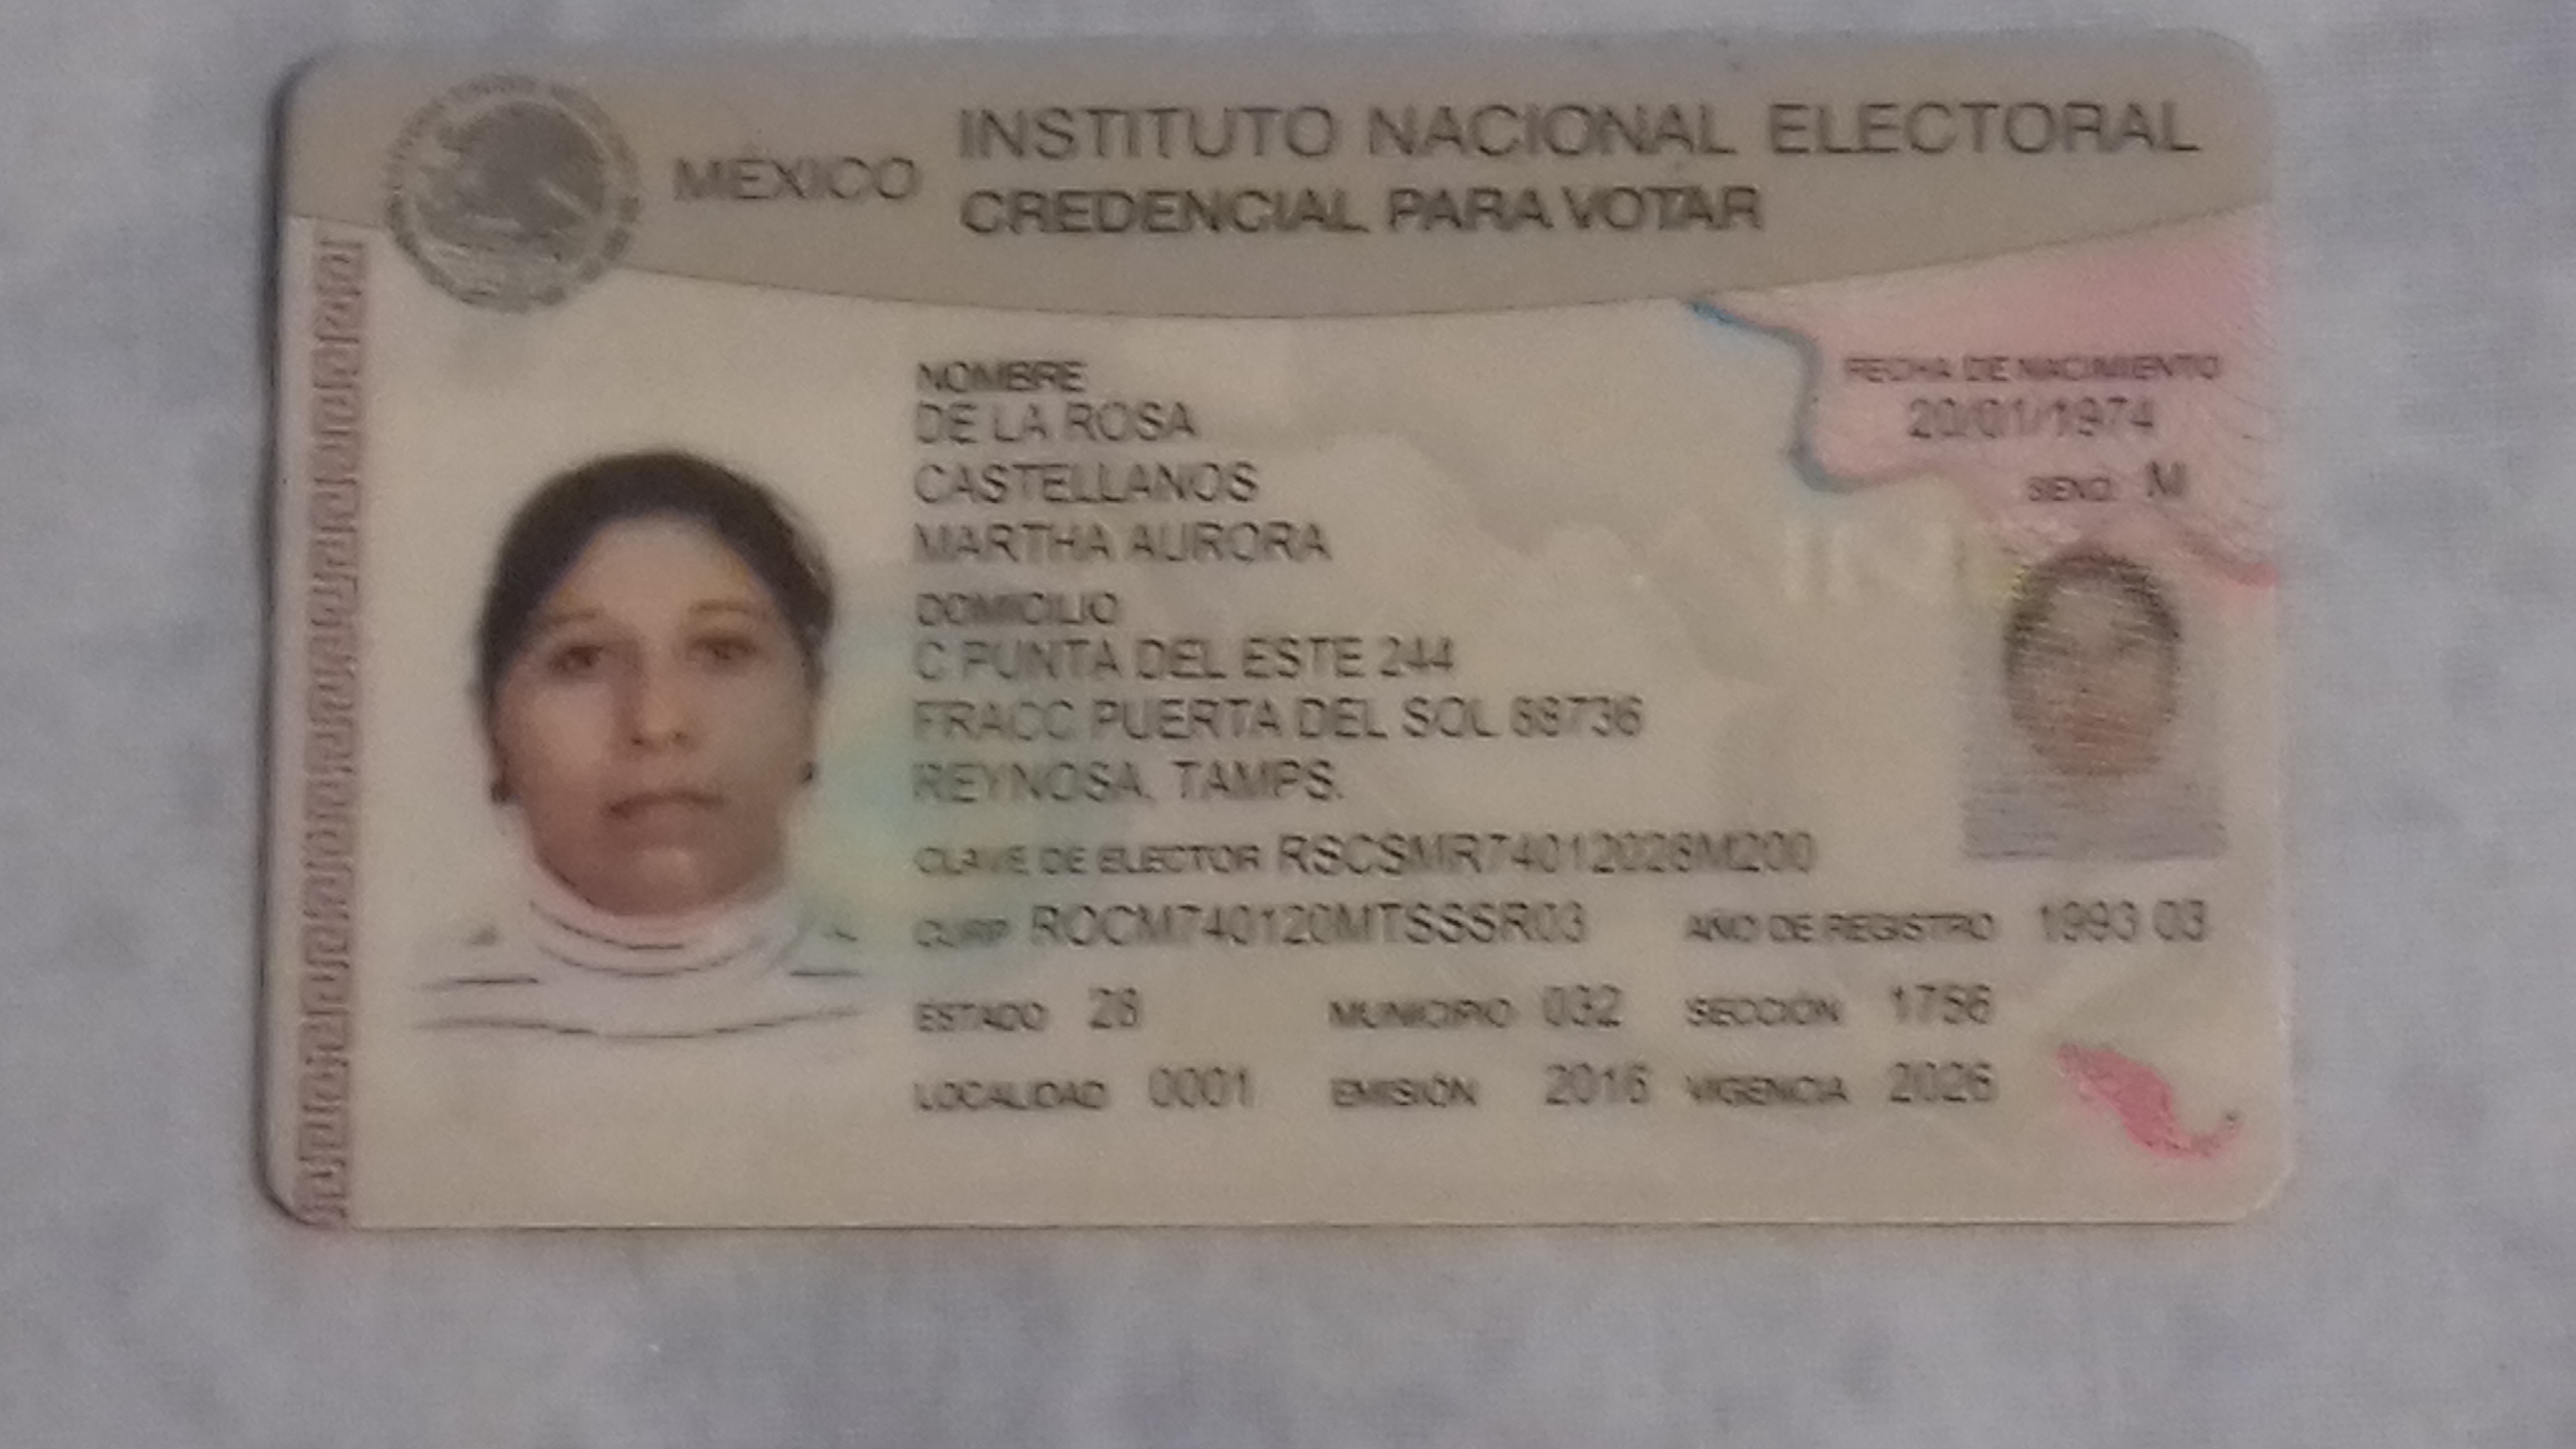 MÉXICO INSTITUTO NACIONAL ELECTORAL
CREDENCIAL PARA VOTAR
NOMBRE
DE LA ROSA
CASTELLANOS
MARTHA AURORA
FECHA DE NACIMIENTO
20/01/1974
SEXO M
DOMICILIO
C PUNTA DEL ESTE 244
FRACC PUERTA DEL SOL 88736
REYNOSA, TAMPS.
CLAVE DE ELECTOR RSCSMR74012028M200
CURP ROCM740120MTSSSR03 AÑO DE REGISTRO 1993 03
ESTADO 28 MUNICIPIO 032 SECCIÓN
LOCALIDAD 0001 EMISIÓN 2016 VIGENCIA 2026